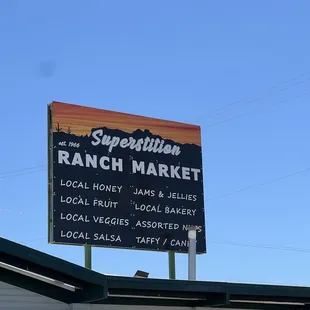 Superstition
est. 1966
RANCH MARKET
LOCAL HONEY
LOCAL FRUIT
LOCAL VEGGIES
LOCAL SALSA
JAMS & JELLIES
LOCAL BAKERY
ASSORTED NUTS
TAFFY / CANDY